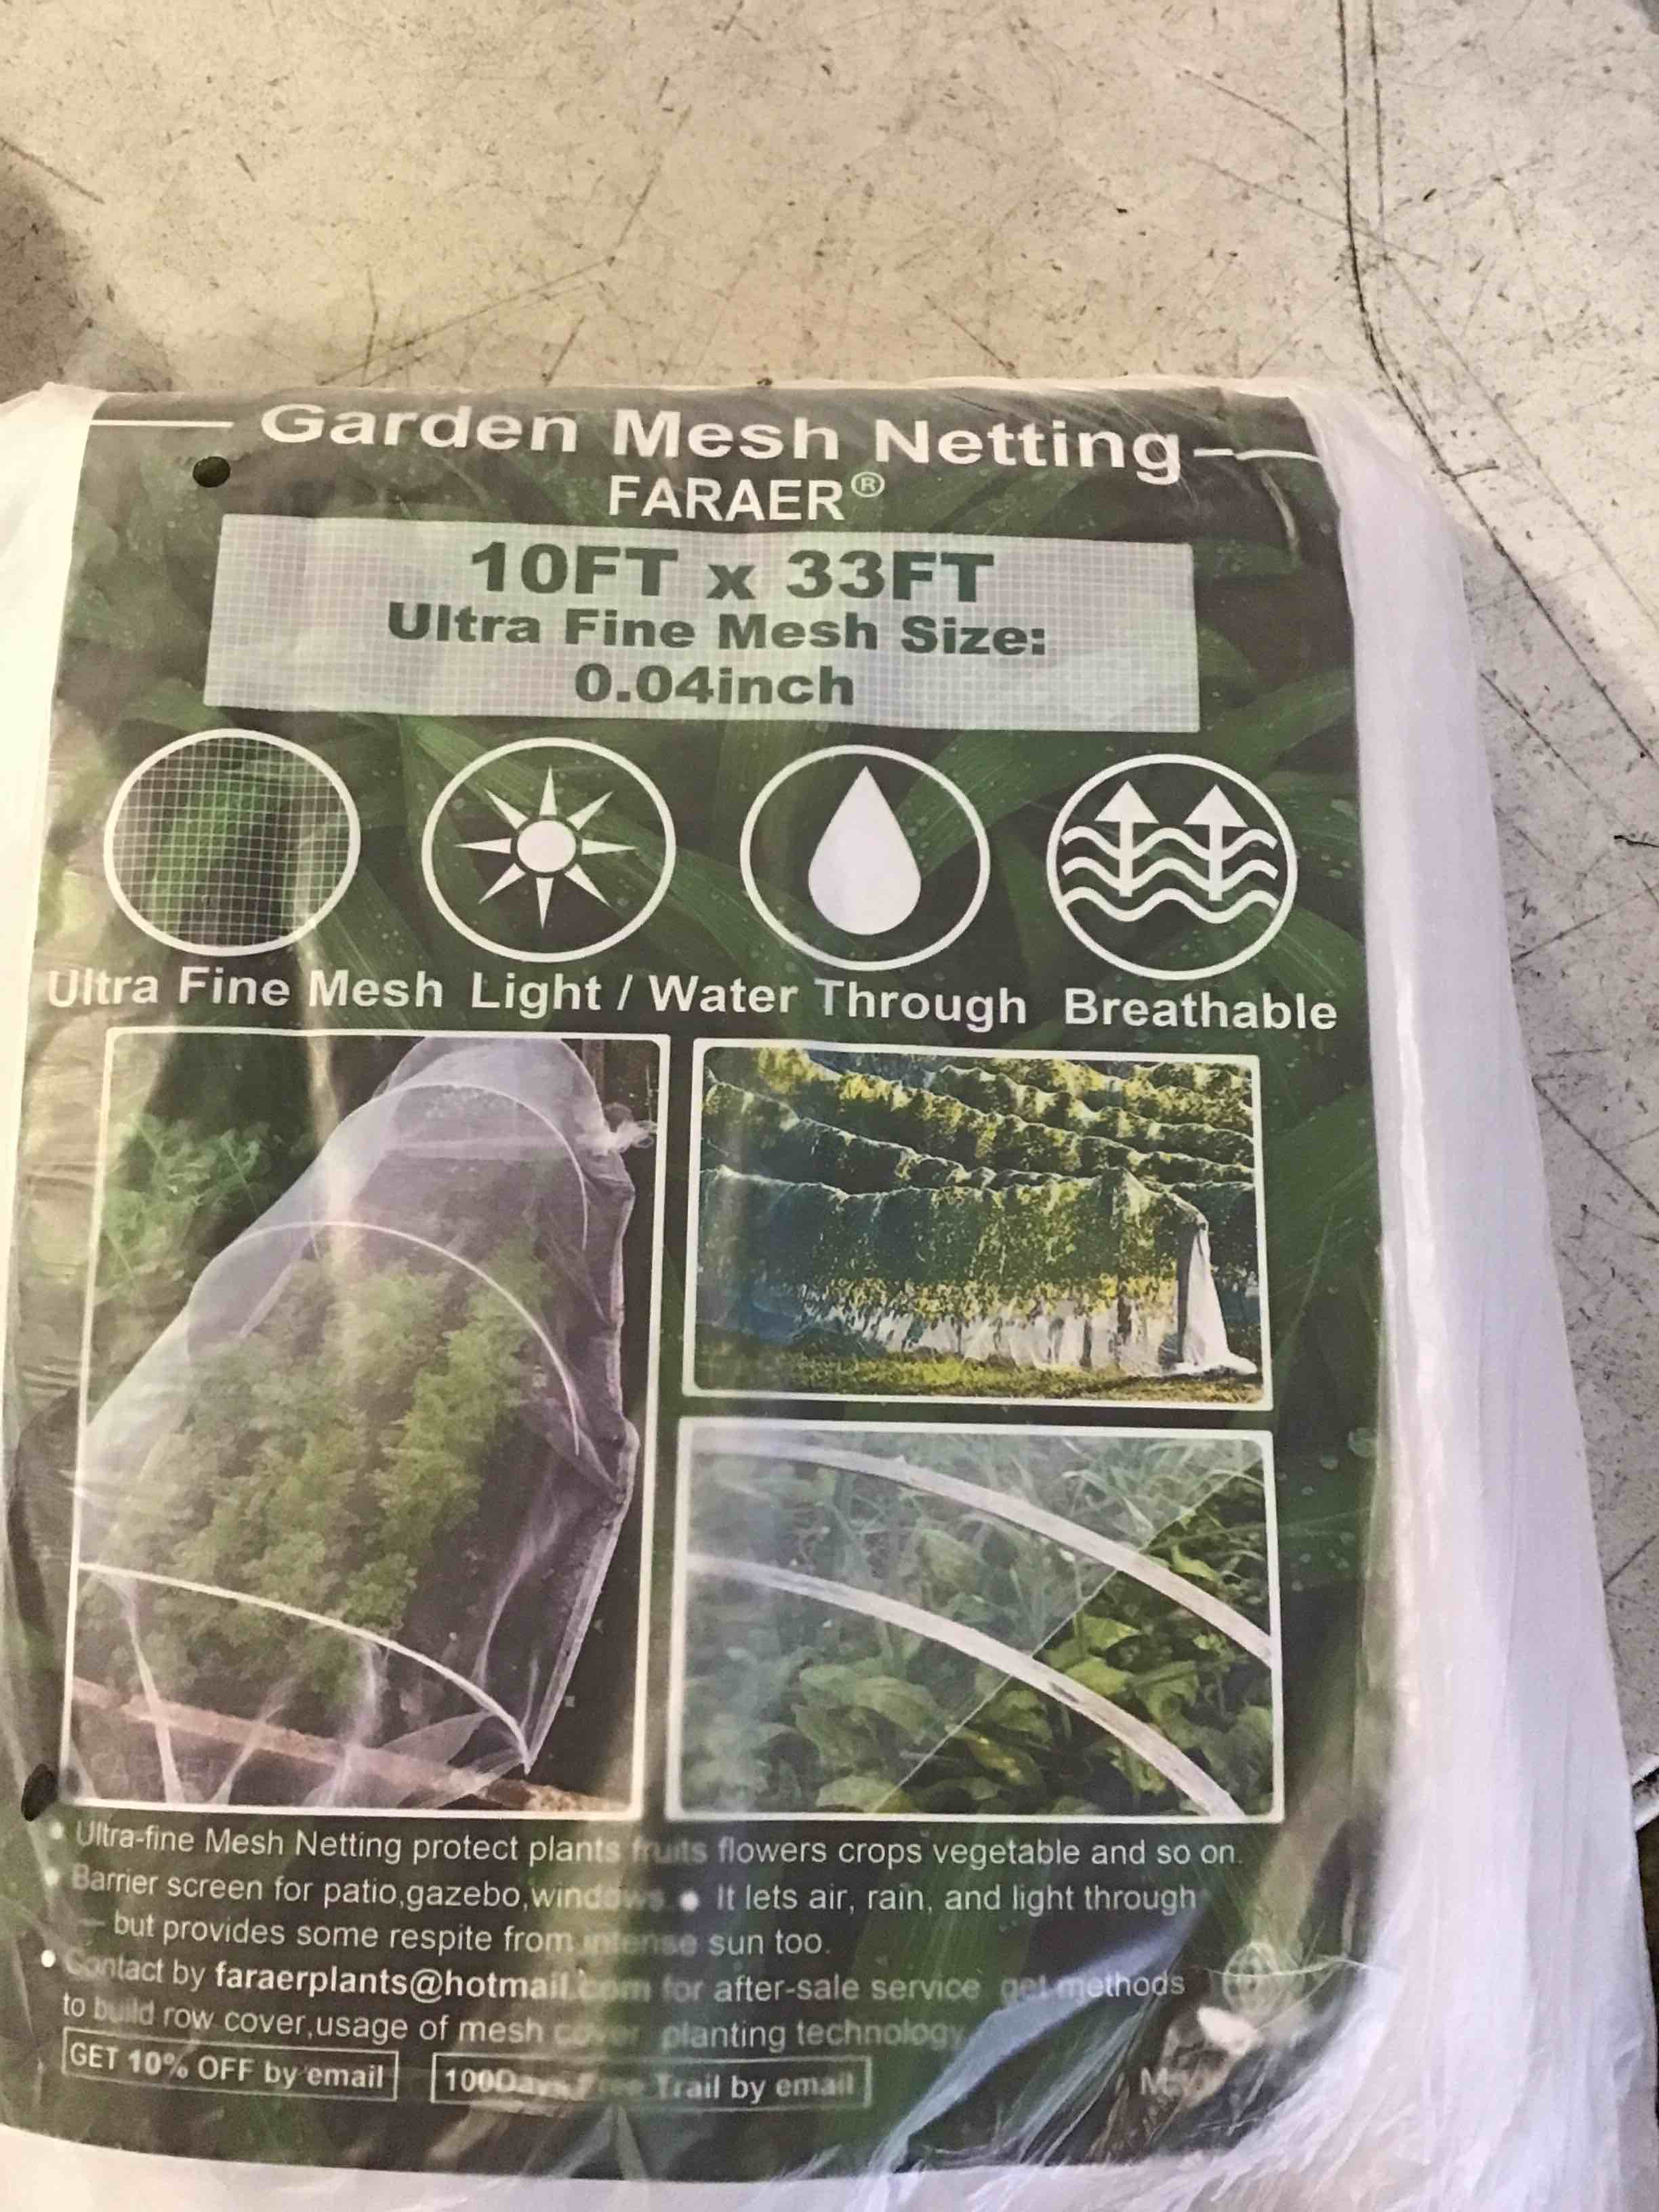 Garden Mesh Netting
FARAER®
10FT x 33FT
Ultra Fine Mesh Size:
0.04inch
Ultra Fine Mesh Light / Water Through Breathable
• Ultra-fine Mesh Netting protect plants fruits flowers crops vegetable and so on.
• Barrier screen for patio,gazebo,windows. • It lets air, rain, and light through
— but provides some respite from intense sun too.
• Contact by faraerplants@hotmail.com for after-sale service get methods
to build row cover,usage of mesh cover planting technology
GET 10% OFF by email 100Days Free Trail by email